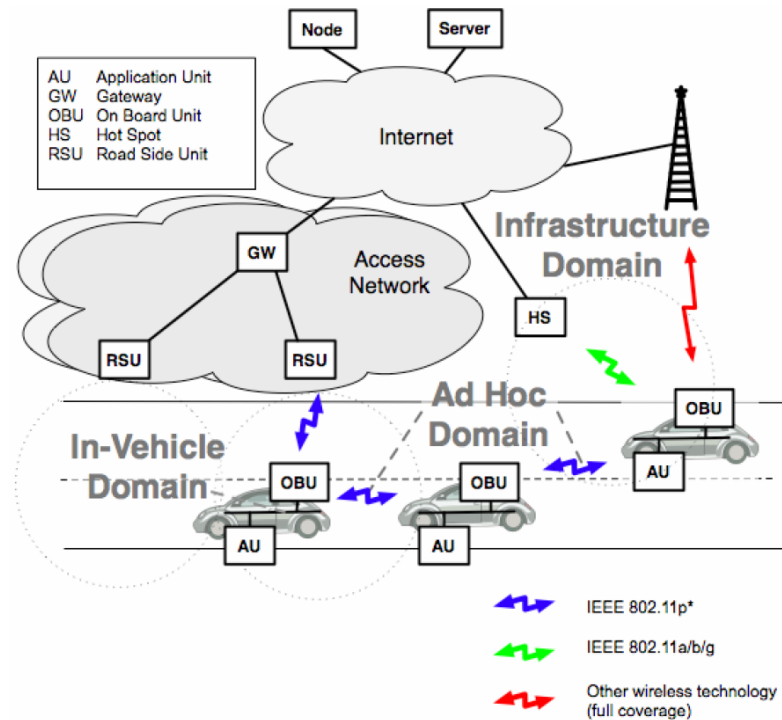 Node
Server
AU Application Unit
GW Gateway
OBU On Board Unit
HS Hot Spot
RSU Road Side Unit
Internet
Infrastructure
Domain
GW
Access
Network
HS
RSU
RSU
Ad Hoc
Domain
OBU
In-Vehicle
Domain
OBU
OBU
AU
AU
AU
IEEE 802.11p*
IEEE 802.11a/b/g
Other wireless technology
(full coverage)